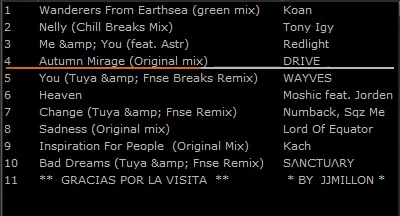 1 Wanderers From Earthsea (green mix) Koan
2 Nelly (Chill Breaks Mix) Tony Igy
3 Me &amp; You (feat. Astr) Redlight
4 Autumn Mirage (Original mix) DRIVE
5 You (Tuya &amp; Fnse Breaks Remix) WAYVES
6 Heaven Moshic feat. Jorden
7 Change (Tuya &amp; Fnse Remix) Numback, Sqz Me
8 Sadness (Original mix) Lord Of Equator
9 Inspiration For People (Original Mix) Kach
10 Bad Dreams (Tuya &amp; Fnse Remix) SΛNCTUΛRY
11 ** GRACIAS POR LA VISITA ** * BY JJMILLON *